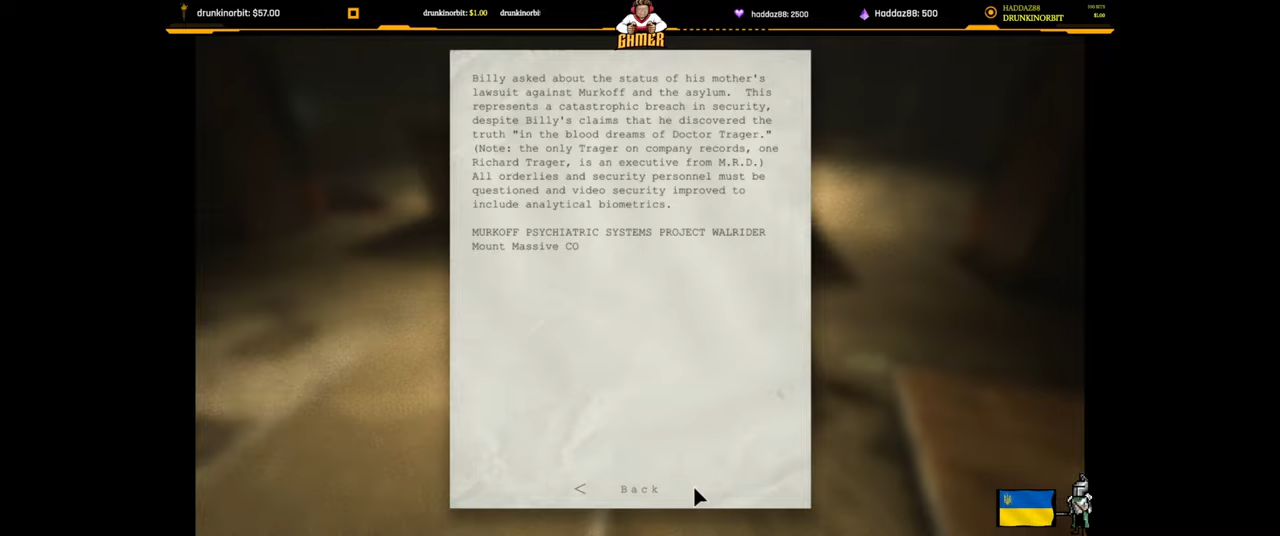 drunkinorbit: $57.00
drunkinorbit: $1.00 drunkinorbi
GAMER
haddaz88: 2500
Haddaz88: 500
HADDAZ88
DRUNKINORBIT
500 BITS
$1.00
Billy asked about the status of his mother's
lawsuit against Murkoff and the asylum. This
represents a catastrophic breach in security,
despite Billy's claims that he discovered the
truth "in the blood dreams of Doctor Trager."
(Note: the only Trager on company records, one
Richard Trager, is an executive from M.R.D.)
All orderlies and security personnel must be
questioned and video security improved to
include analytical biometrics.
MURKOFF PSYCHIATRIC SYSTEMS PROJECT WALRIDER
Mount Massive CO
< Back